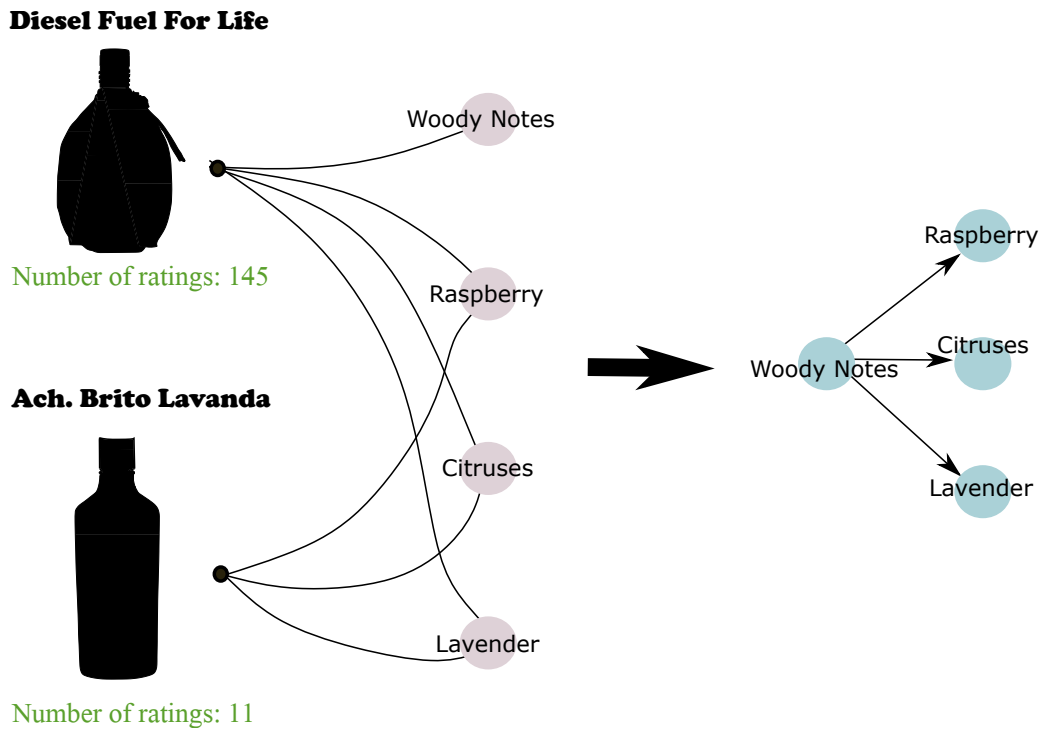 Diesel Fuel For Life
Number of ratings: 145
Ach. Brito Lavanda
Number of ratings: 11
Woody Notes
Raspberry
Citruses
Lavender
Woody Notes
Raspberry
Citruses
Lavender